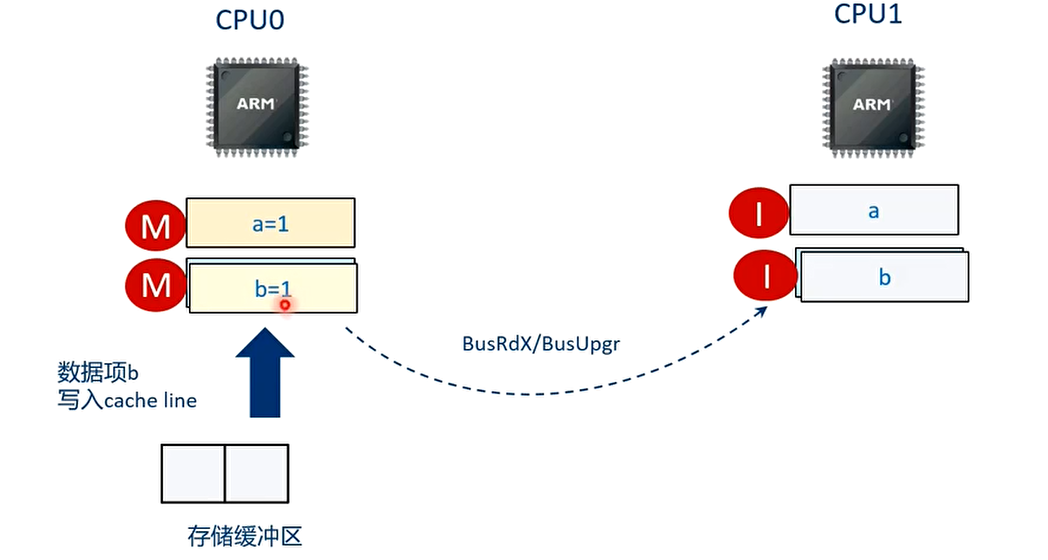 CPU0
CPU1
ARM
ARM
M
a=1
I
a
M
b=1
I
b
BusRdX/BusUpgr
数据项b
写入cache line
存储缓冲区